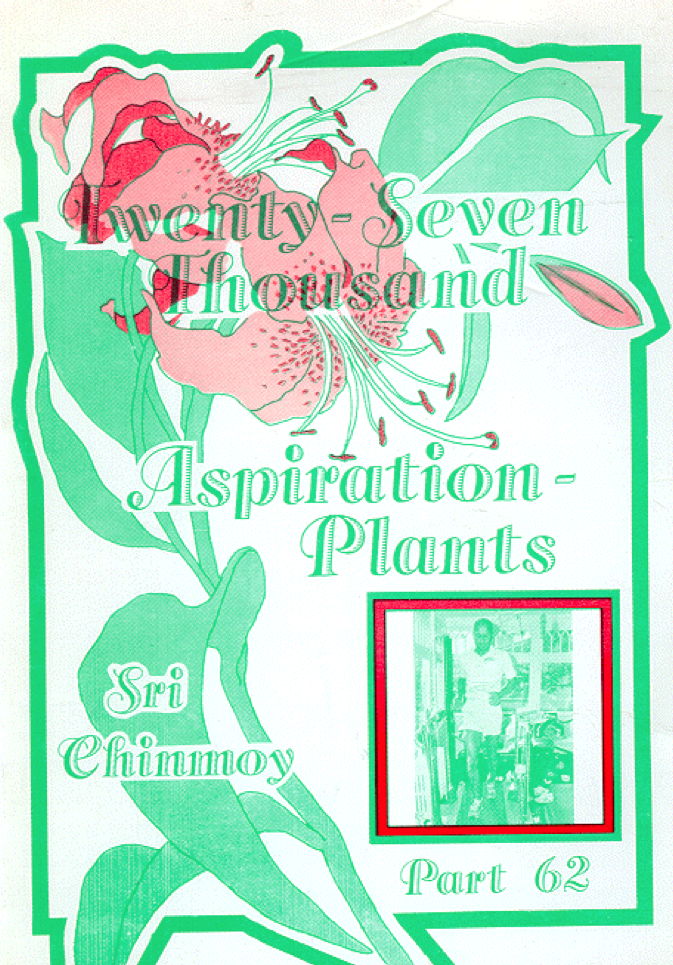 Twenty-Seven
Thousand
Aspiration-
Plants
Sri
Chinmoy
Part 62